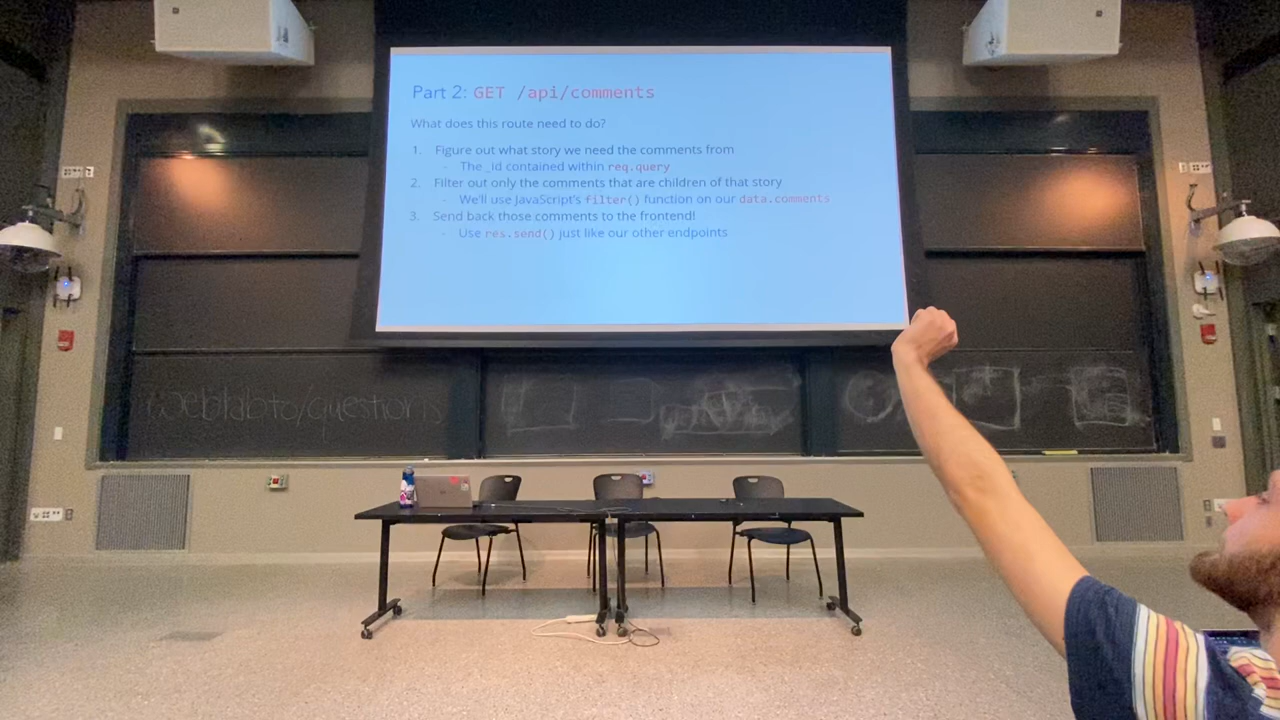 Part 2: GET /api/comments
What does this route need to do?
1. Figure out what story we need the comments from
- The _id contained within req.query
2. Filter out only the comments that are children of that story
- We'll use JavaScript's filter() function on our data.comments
3. Send back those comments to the frontend!
- Use res.send() just like our other endpoints
weblab.to/questions